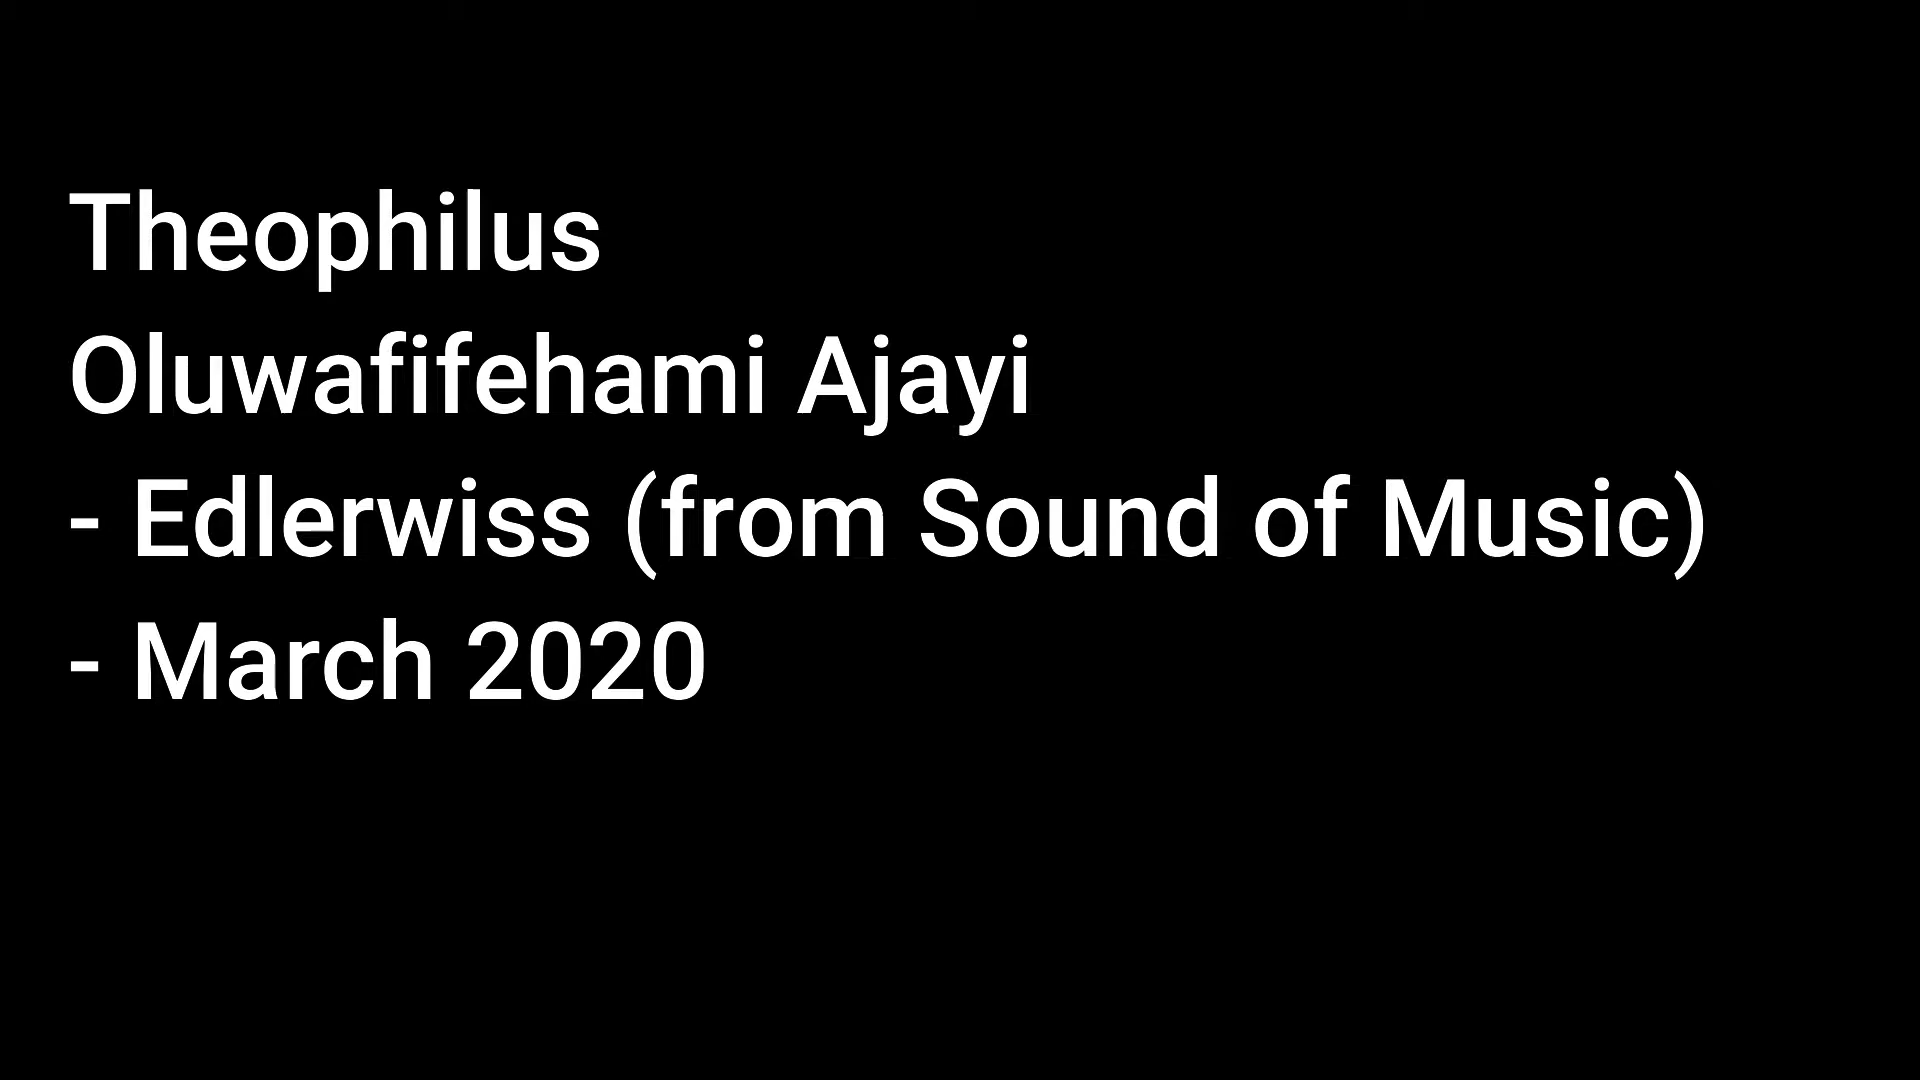 Theophilus
Oluwafifehami Ajayi
- Edlerwiss (from Sound of Music)
- March 2020